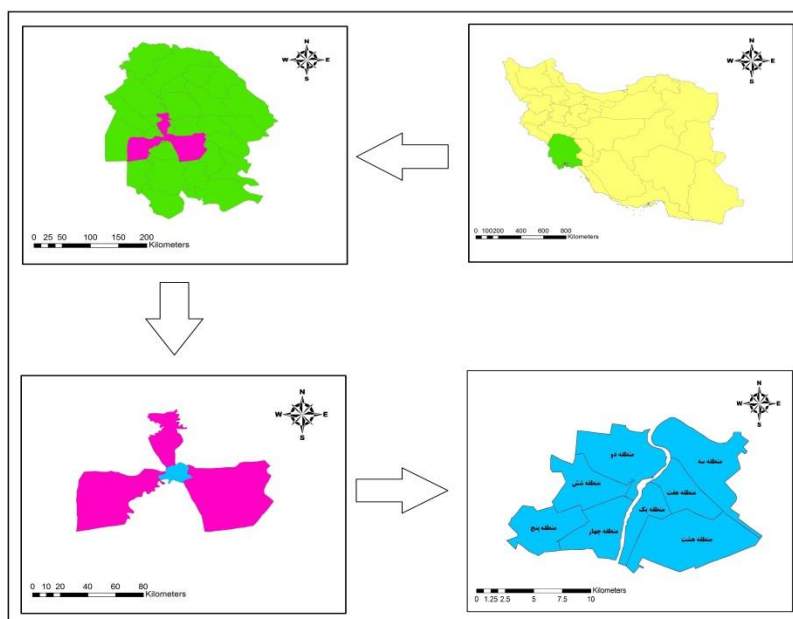 N
W E
S
0 25 50 100 150 200
Kilometers
N
W E
S
0 100200 400 600 800
Kilometers
N
W E
S
0 10 20 40 60 80
Kilometers
N
W E
S
منطقه دو
منطقه سه
منطقه شش
منطقه هفت
منطقه یک
منطقه پنج
منطقه چهار
منطقه هشت
0 1.25 2.5 5 7.5 10
Kilometers